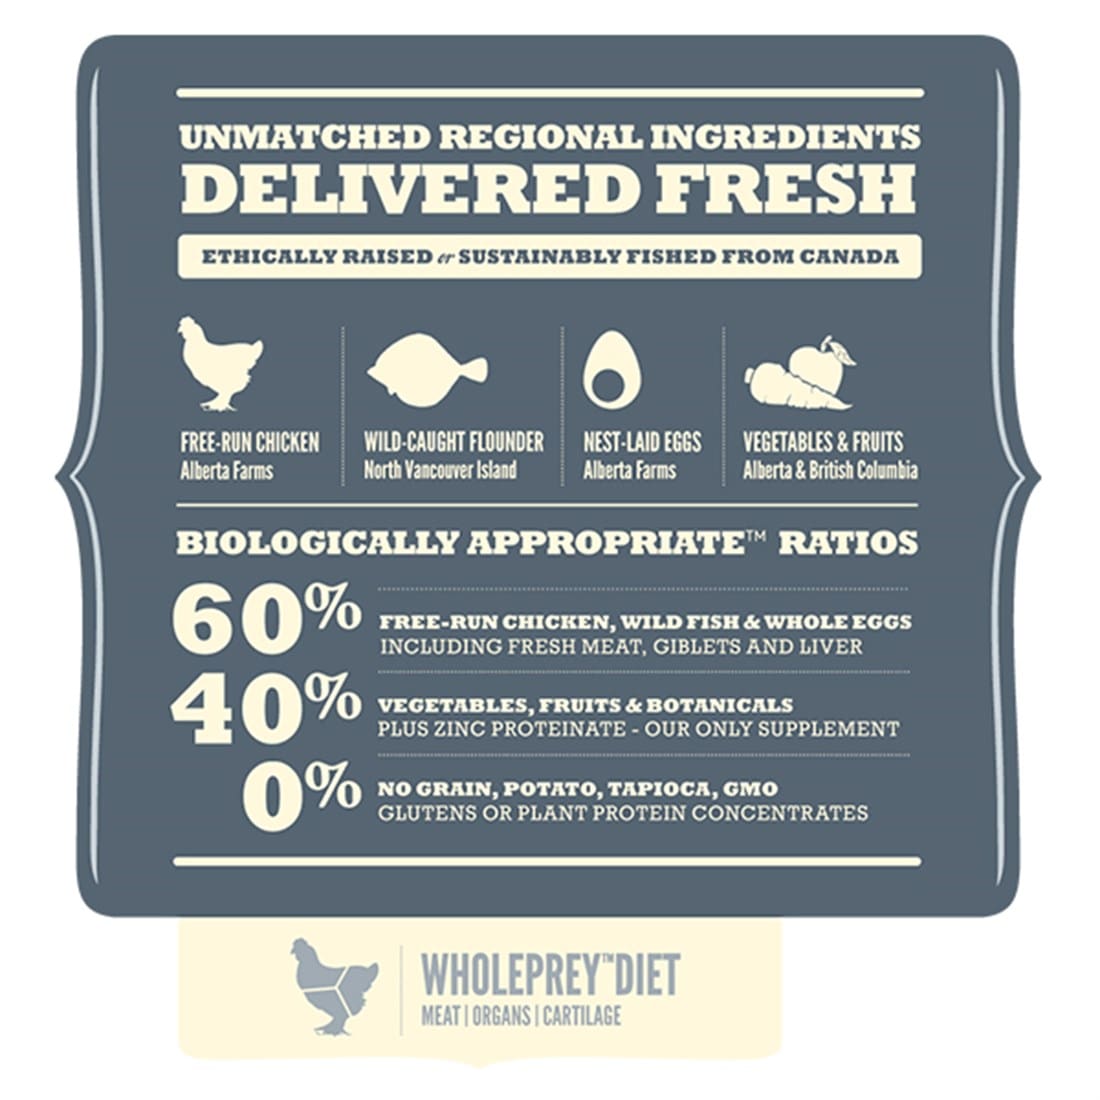 UNMATCHED REGIONAL INGREDIENTS
DELIVERED FRESH
ETHICALLY RAISED or SUSTAINABLY FISHED FROM CANADA
FREE-RUN CHICKEN
Alberta Farms
WILD-CAUGHT FLOUNDER
North Vancouver Island
NEST-LAID EGGS
Alberta Farms
VEGETABLES & FRUITS
Alberta & British Columbia
BIOLOGICALLY APPROPRIATE™ RATIOS
60%
FREE-RUN CHICKEN, WILD FISH & WHOLE EGGS
INCLUDING FRESH MEAT, GIBLETS AND LIVER
40%
VEGETABLES, FRUITS & BOTANICALS
PLUS ZINC PROTEINATE - OUR ONLY SUPPLEMENT
0%
NO GRAIN, POTATO, TAPIOCA, GMO
GLUTENS OR PLANT PROTEIN CONCENTRATES
WHOLEPREY™DIET
MEAT | ORGANS | CARTILAGE